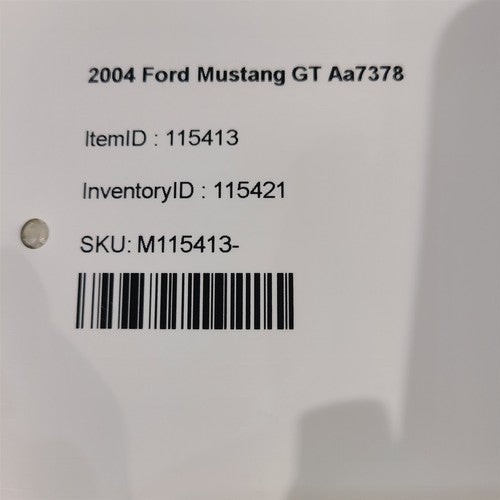 2004 Ford Mustang GT Aa7378
ItemID : 115413
InventoryID : 115421
SKU: M115413-